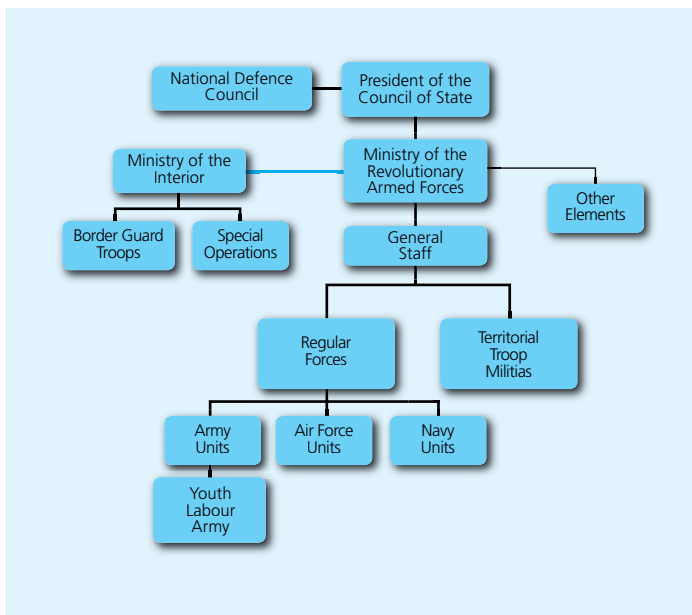 National Defence
Council
President of the
Council of State
Ministry of the
Interior
Ministry of the
Revolutionary
Armed Forces
Other
Elements
Border Guard
Troops
Special
Operations
General
Staff
Regular
Forces
Territorial
Troop
Militias
Army
Units
Air Force
Units
Navy
Units
Youth
Labour
Army